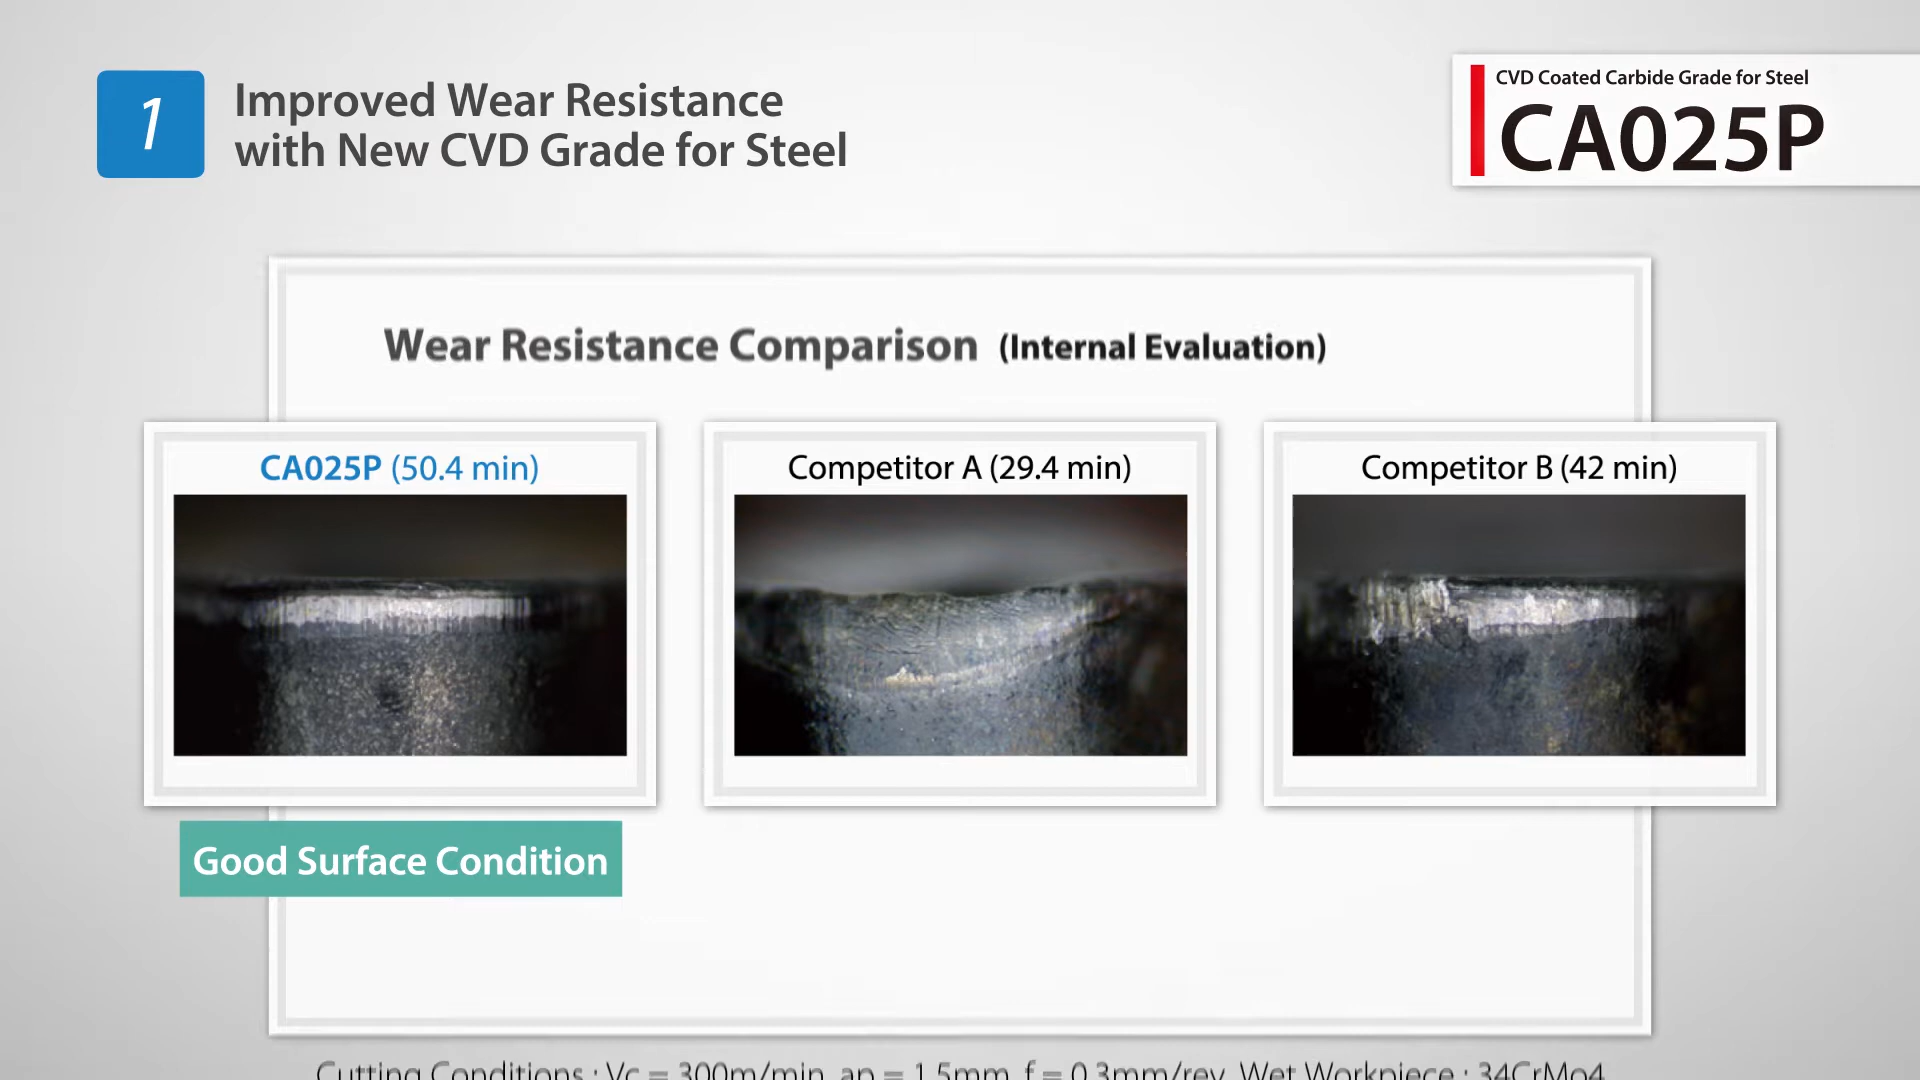 1
Improved Wear Resistance
with New CVD Grade for Steel
CVD Coated Carbide Grade for Steel
CA025P
Wear Resistance Comparison (Internal Evaluation)
CA025P (50.4 min)
Competitor A (29.4 min)
Competitor B (42 min)
Good Surface Condition
Cutting Conditions : Vc = 300m/min, ap = 1.5mm, f = 0.3mm/rev, Wet Workpiece : 34CrMo4